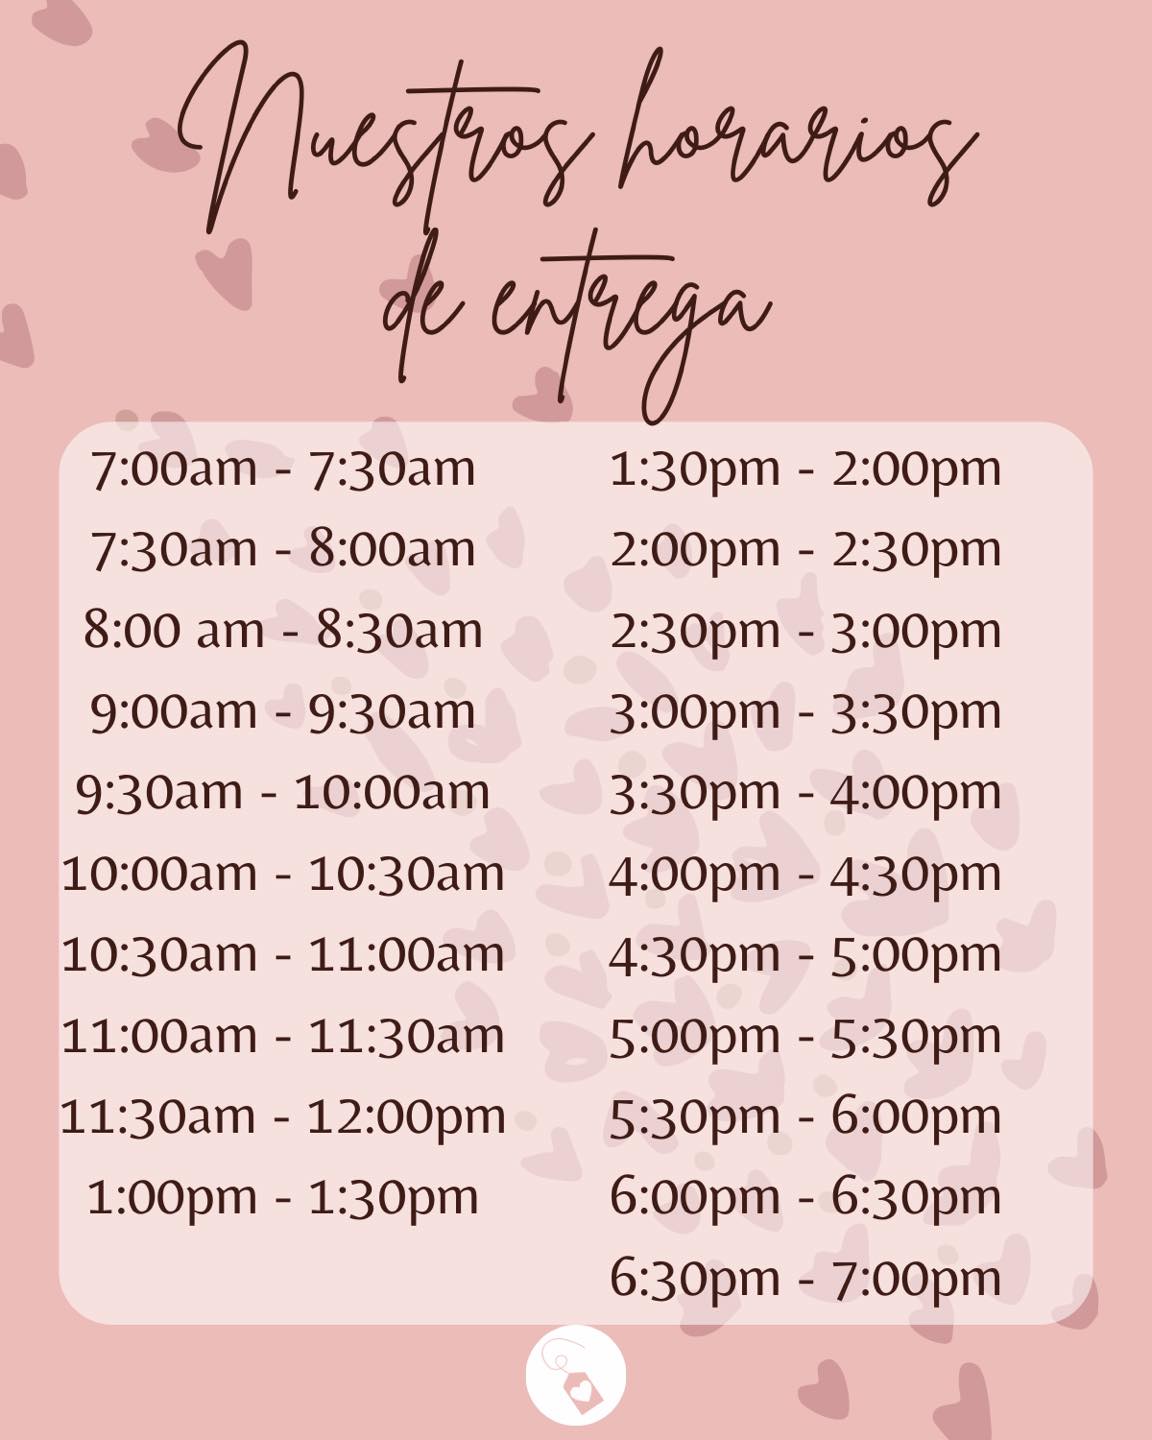 Nuestros horarios
de entrega
7:00am - 7:30am
7:30am - 8:00am
8:00 am - 8:30am
9:00am - 9:30am
9:30am - 10:00am
10:00am - 10:30am
10:30am - 11:00am
11:00am - 11:30am
11:30am - 12:00pm
1:00pm - 1:30pm
1:30pm - 2:00pm
2:00pm - 2:30pm
2:30pm - 3:00pm
3:00pm - 3:30pm
3:30pm - 4:00pm
4:00pm - 4:30pm
4:30pm - 5:00pm
5:00pm - 5:30pm
5:30pm - 6:00pm
6:00pm - 6:30pm
6:30pm - 7:00pm